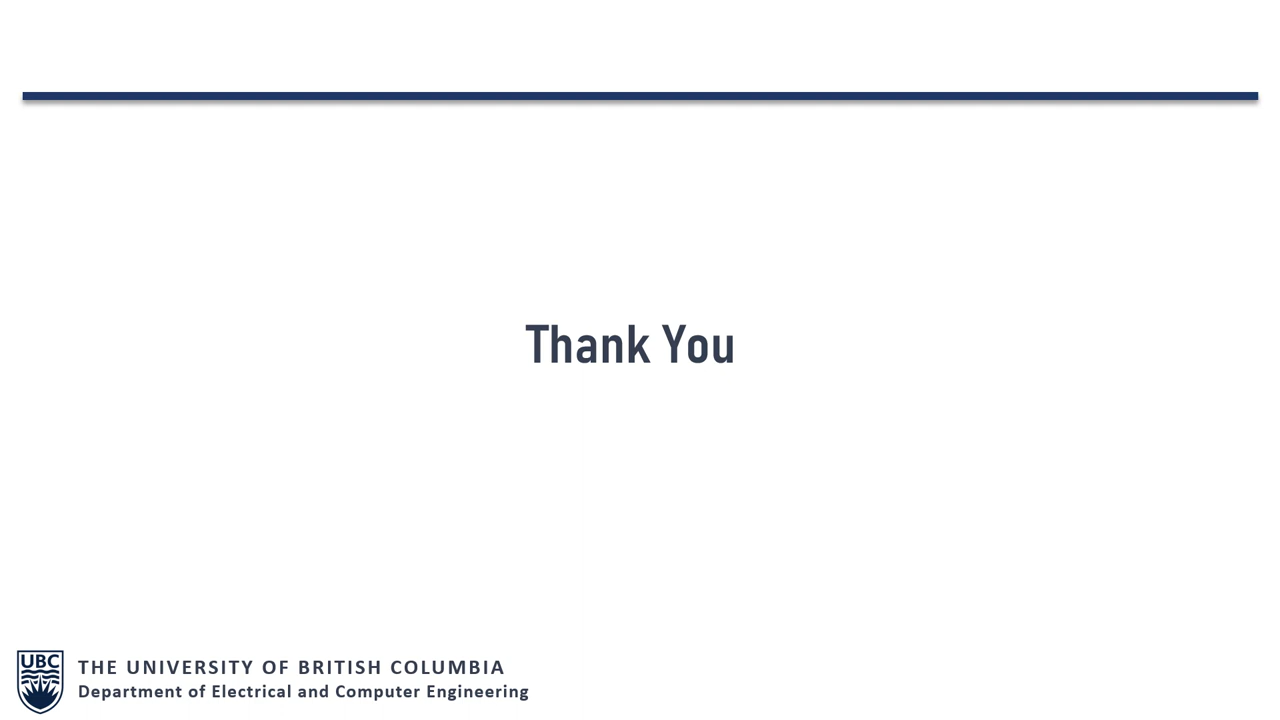 Thank You
UBC
THE UNIVERSITY OF BRITISH COLUMBIA
Department of Electrical and Computer Engineering